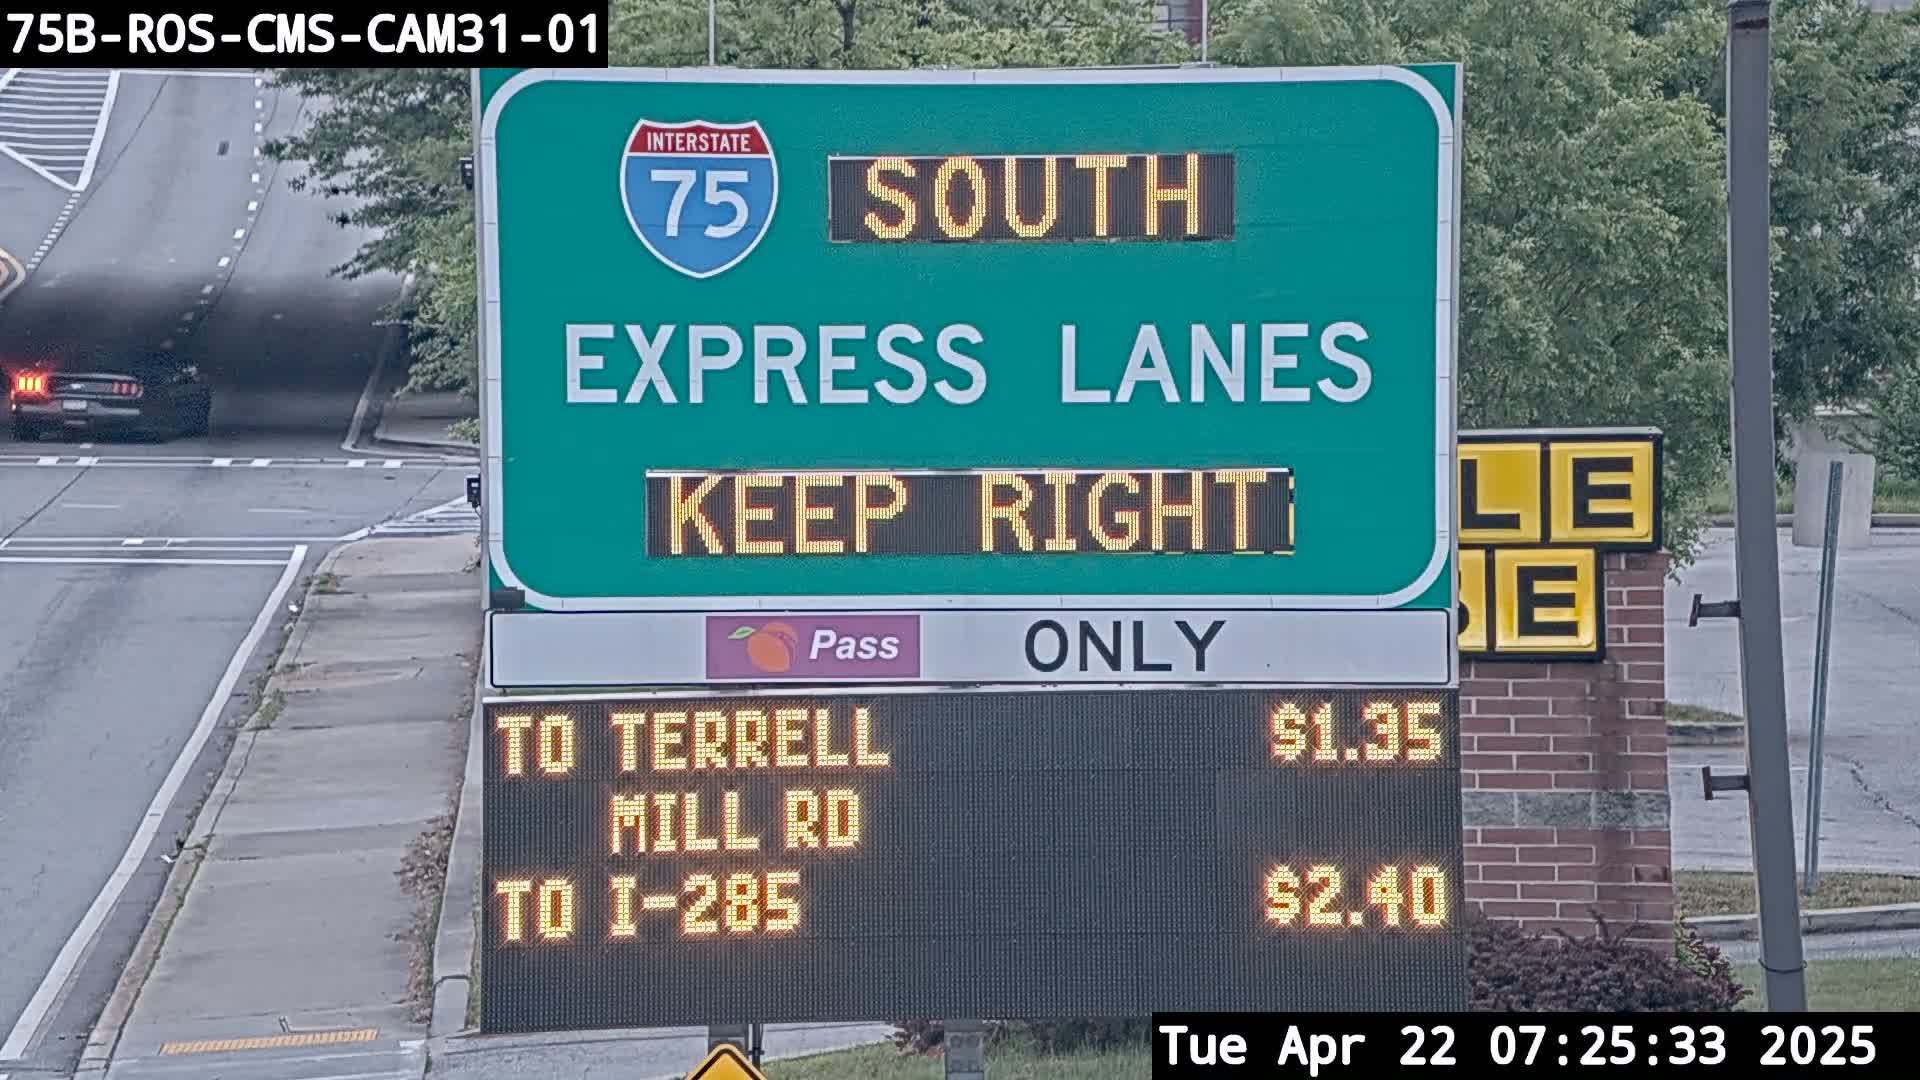 75B-ROS-CMS-CAM31-01
INTERSTATE
75
SOUTH
EXPRESS LANES
KEEP RIGHT
Pass ONLY
TO TERRELL $1.35
MILL RD
TO I-285 $2.40
LE
E
Tue Apr 22 07:25:33 2025